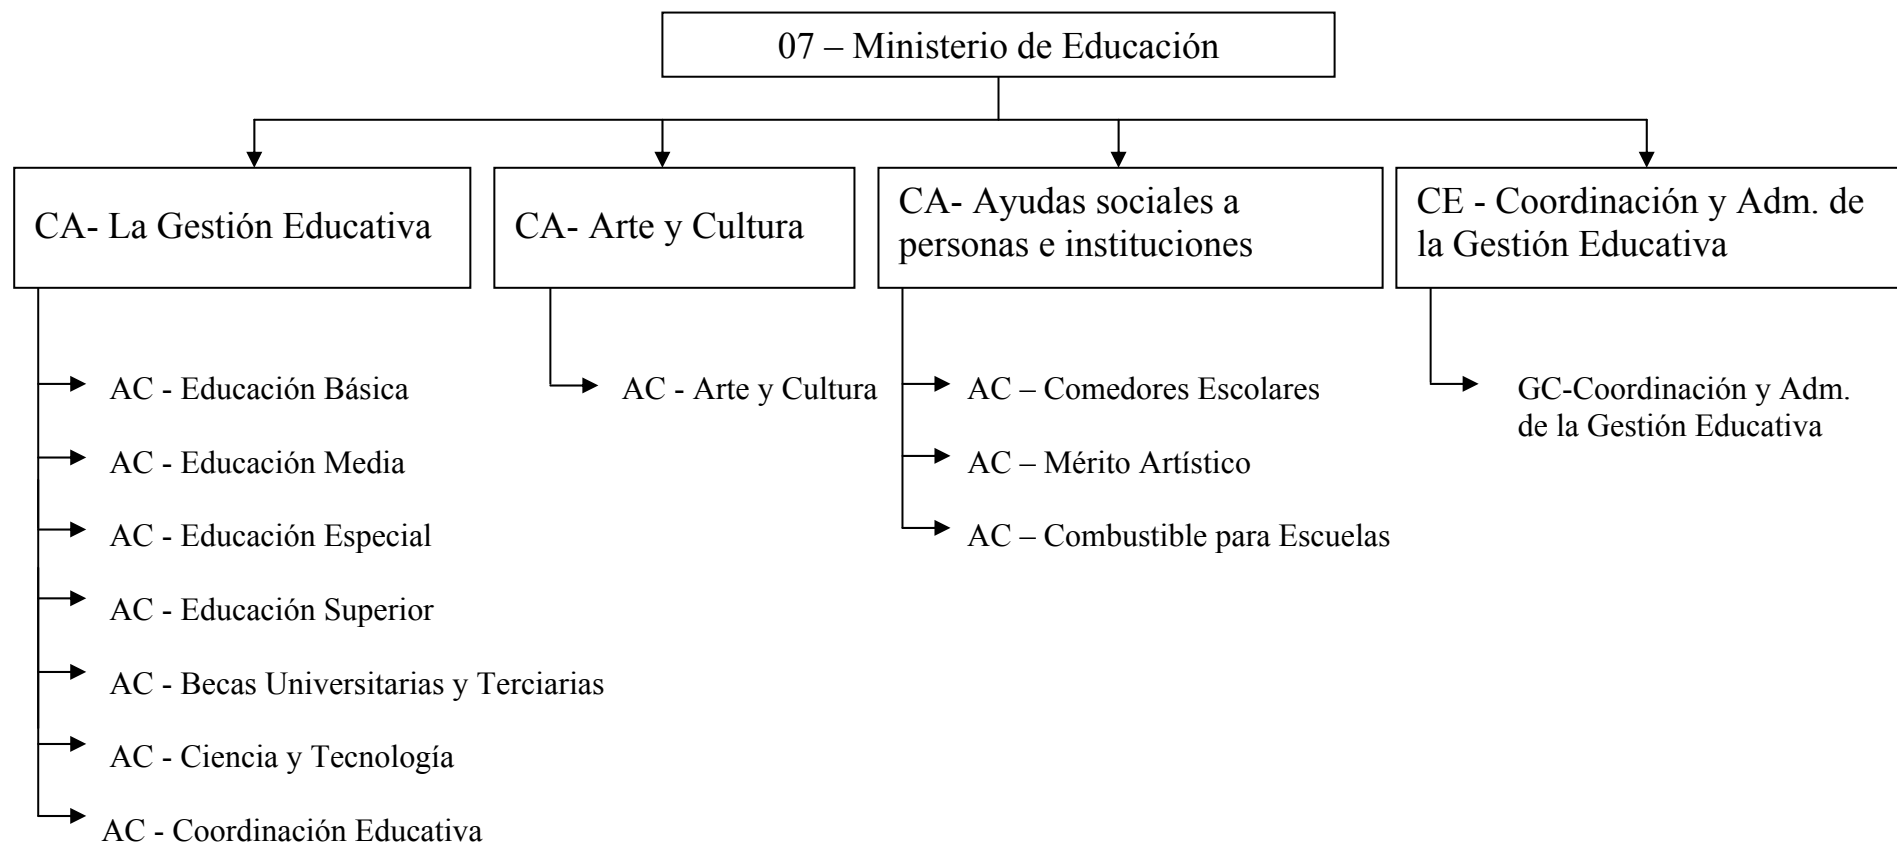 07 – Ministerio de Educación
CA- La Gestión Educativa
CA- Arte y Cultura
CA- Ayudas sociales a
personas e instituciones
CE - Coordinación y Adm. de
la Gestión Educativa
AC - Educación Básica
AC - Educación Media
AC - Educación Especial
AC - Educación Superior
AC - Becas Universitarias y Terciarias
AC - Ciencia y Tecnología
AC - Coordinación Educativa
AC - Arte y Cultura
AC – Comedores Escolares
AC – Mérito Artístico
AC – Combustible para Escuelas
GC-Coordinación y Adm.
de la Gestión Educativa